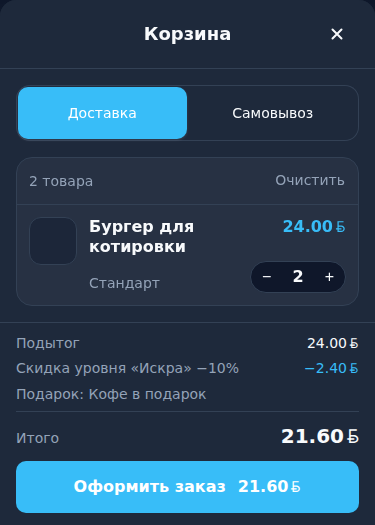 Корзина ✕
Доставка Самовывоз
2 товара Очистить
Бургер для 24.00 Ƃ
котировки
Стандарт − 2 +
Подытог 24.00 Ƃ
Скидка уровня «Искра» −10% −2.40 Ƃ
Подарок: Кофе в подарок
Итого 21.60 Ƃ
Оформить заказ 21.60 Ƃ